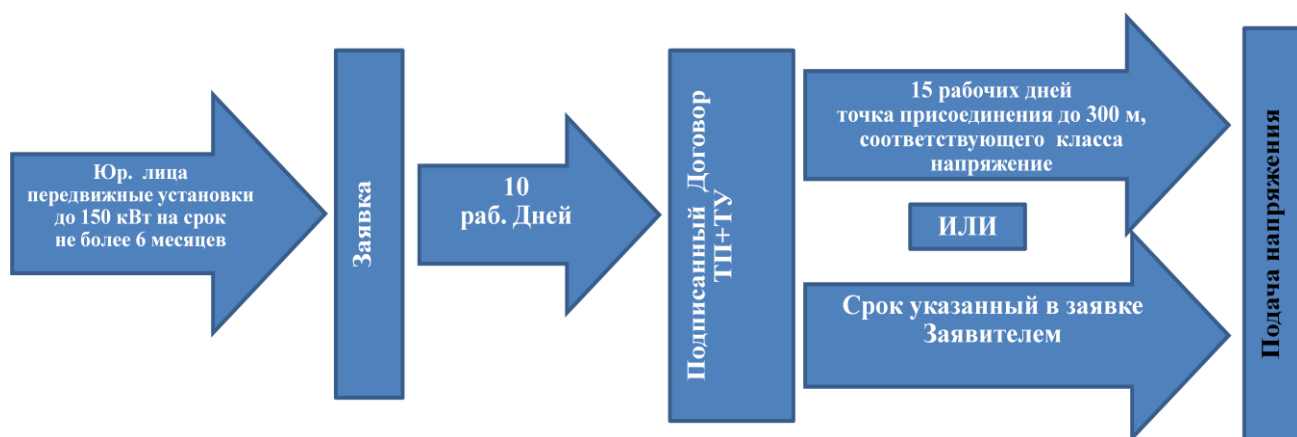 Юр. лица
передвижные установки
до 150 кВт на срок
не более 6 месяцев
Заявка
10
раб. Дней
Подписанный Договор
ТП+ТУ
15 рабочих дней
точка присоединения до 300 м,
соответствующего класса
напряжение
ИЛИ
Срок указанный в заявке
Заявителем
Подача напряжения